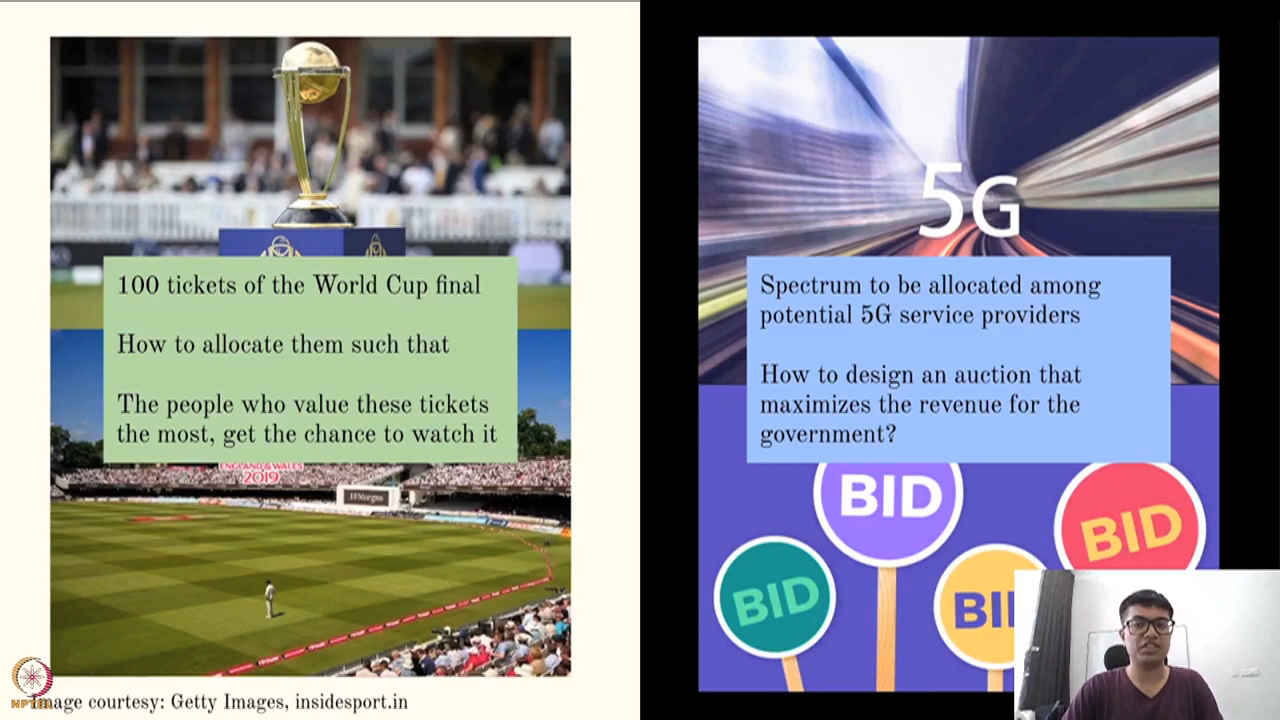 100 tickets of the World Cup final
How to allocate them such that
The people who value these tickets
the most, get the chance to watch it
ENGLAND & WALES
2019
J.P.Morgan
Image courtesy: Getty Images, insidesport.in
NPTEL
5G
Spectrum to be allocated among
potential 5G service providers
How to design an auction that
maximizes the revenue for the
government?
BID
BID
BID
BID